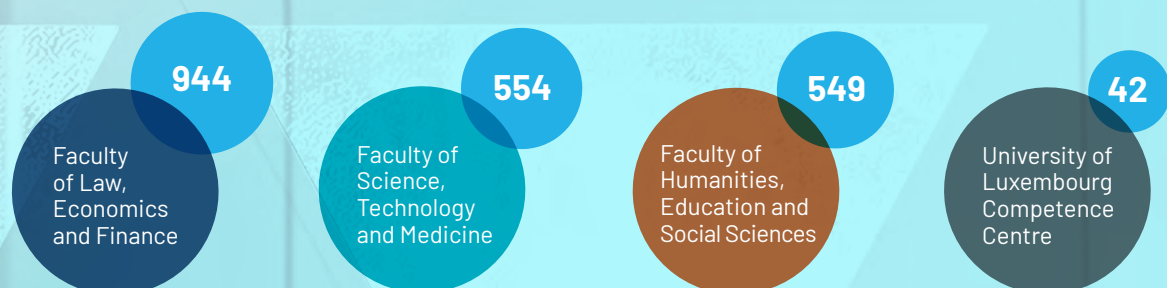 944
Faculty
of Law,
Economics
and Finance
554
Faculty of
Science,
Technology
and Medicine
549
Faculty of
Humanities,
Education and
Social Sciences
42
University of
Luxembourg
Competence
Centre